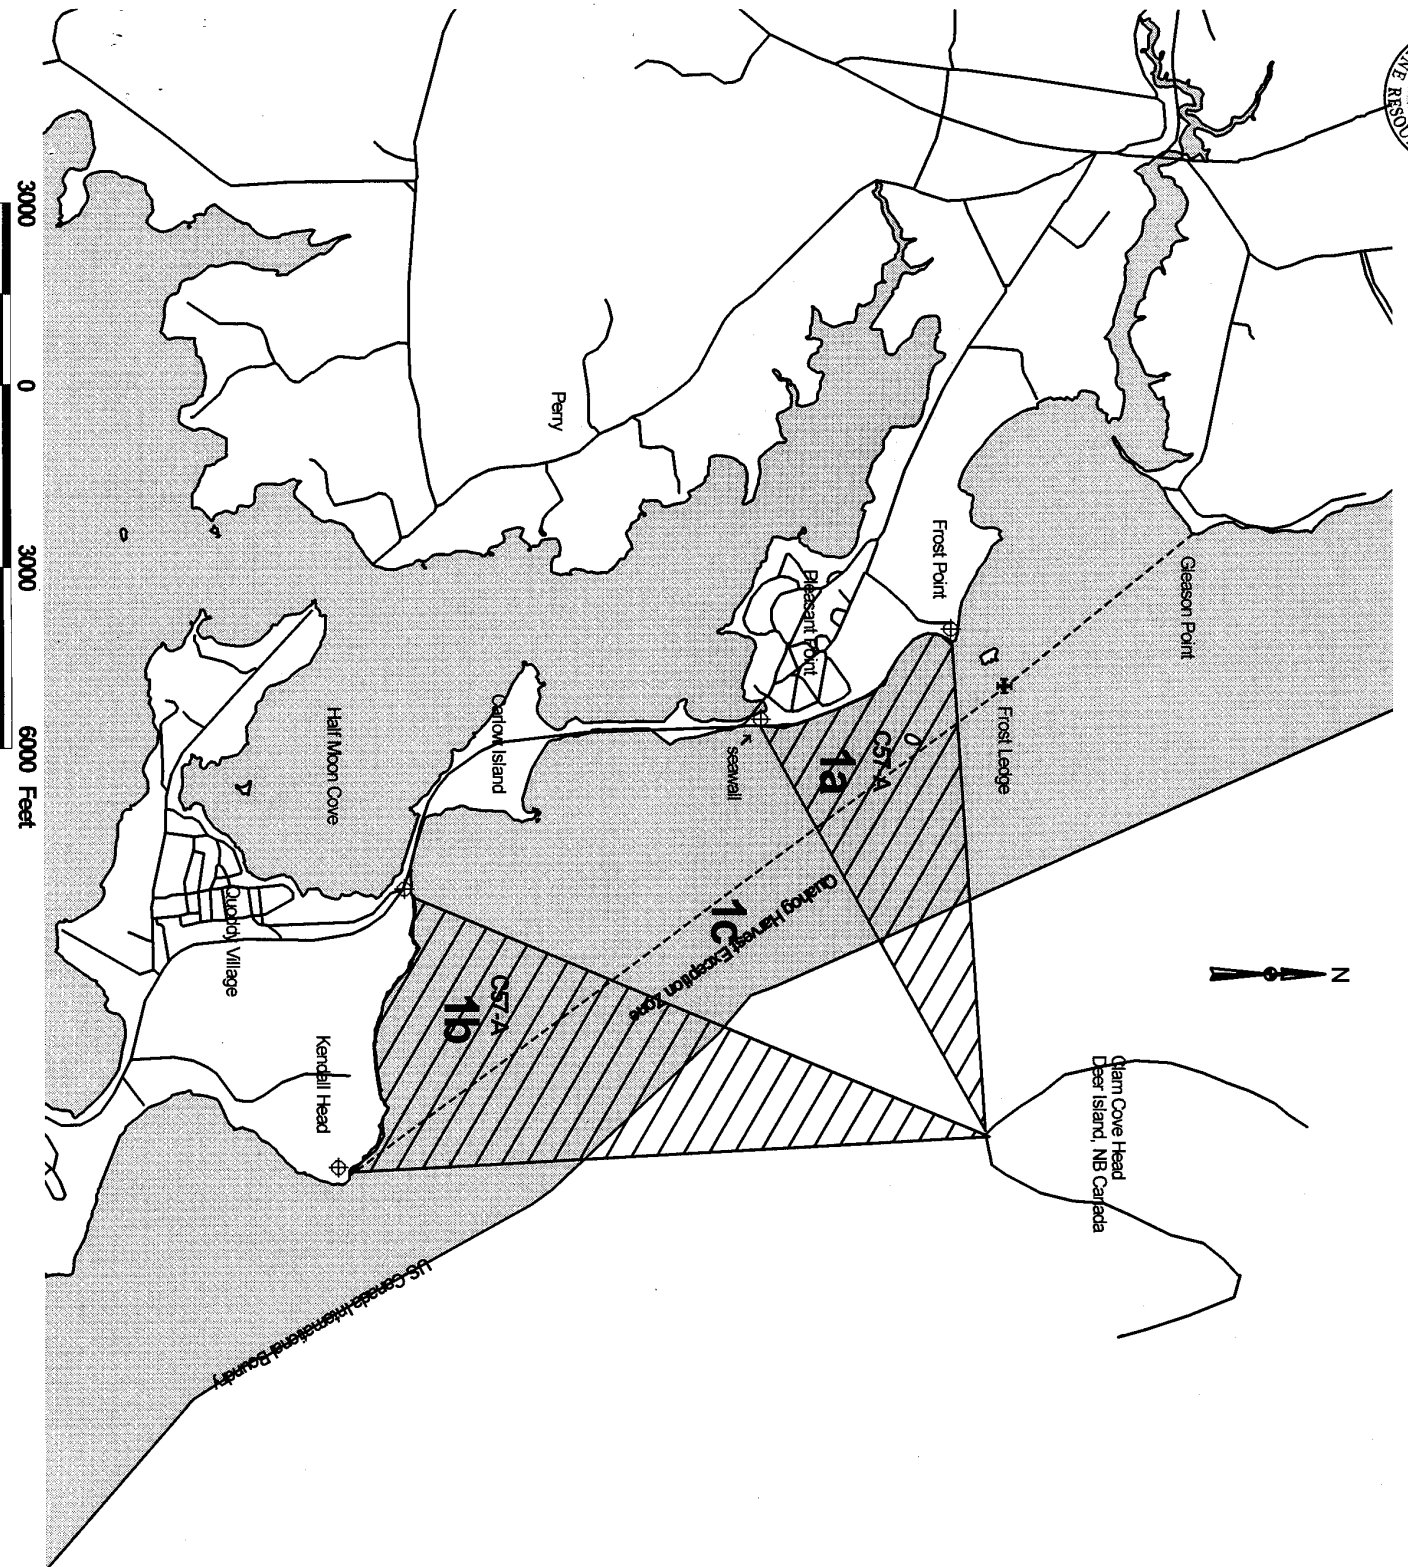 RESOU
N
Clam Cove Head
Deer Island, NB Canada
Gleason Point
Frost Ledge
Frost Point
Pleasant Point
C57-A
1a
seawall
Quahog Harvest Exception Zone
1c
Perry
Carlow Island
Half Moon Cove
C57-A
1b
Kendall Head
Quoddy Village
US Canada International Boundry
3000 0 3000 6000 Feet